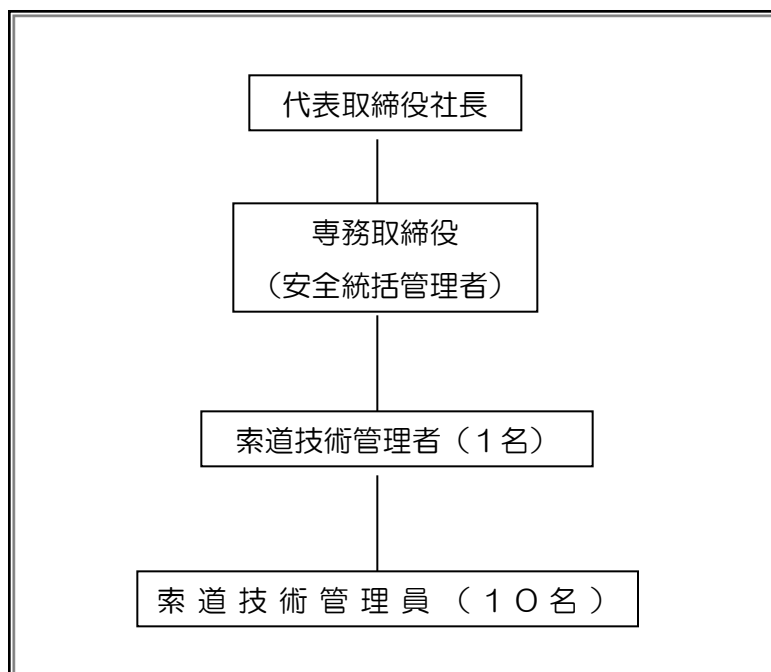 代表取締役社長
専務取締役
（安全統括管理者）
索道技術管理者（１名）
索道技術管理員（１０名）